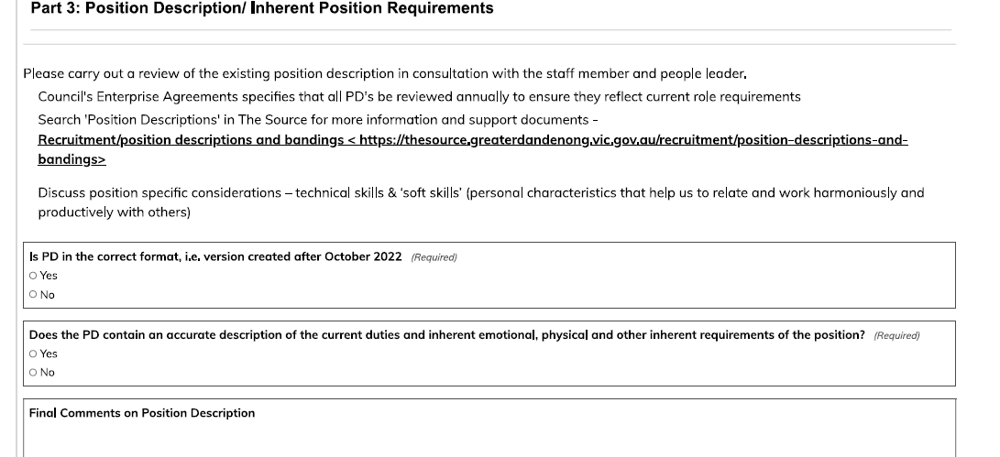 Part 3: Position Description/ Inherent Position Requirements
Please carry out a review of the existing position description in consultation with the staff member and people leader.
Council's Enterprise Agreements specifies that all PD's be reviewed annually to ensure they reflect current role requirements
Search 'Position Descriptions' in The Source for more information and support documents -
Recruitment/position descriptions and bandings < https://thesource.greaterdandenong.vic.gov.au/recruitment/position-descriptions-and-
bandings>
Discuss position specific considerations – technical skills & ‘soft skills’ (personal characteristics that help us to relate and work harmoniously and
productively with others)
Is PD in the correct format, i.e. version created after October 2022 (Required)
Yes
No
Does the PD contain an accurate description of the current duties and inherent emotional, physical and other inherent requirements of the position? (Required)
Yes
No
Final Comments on Position Description